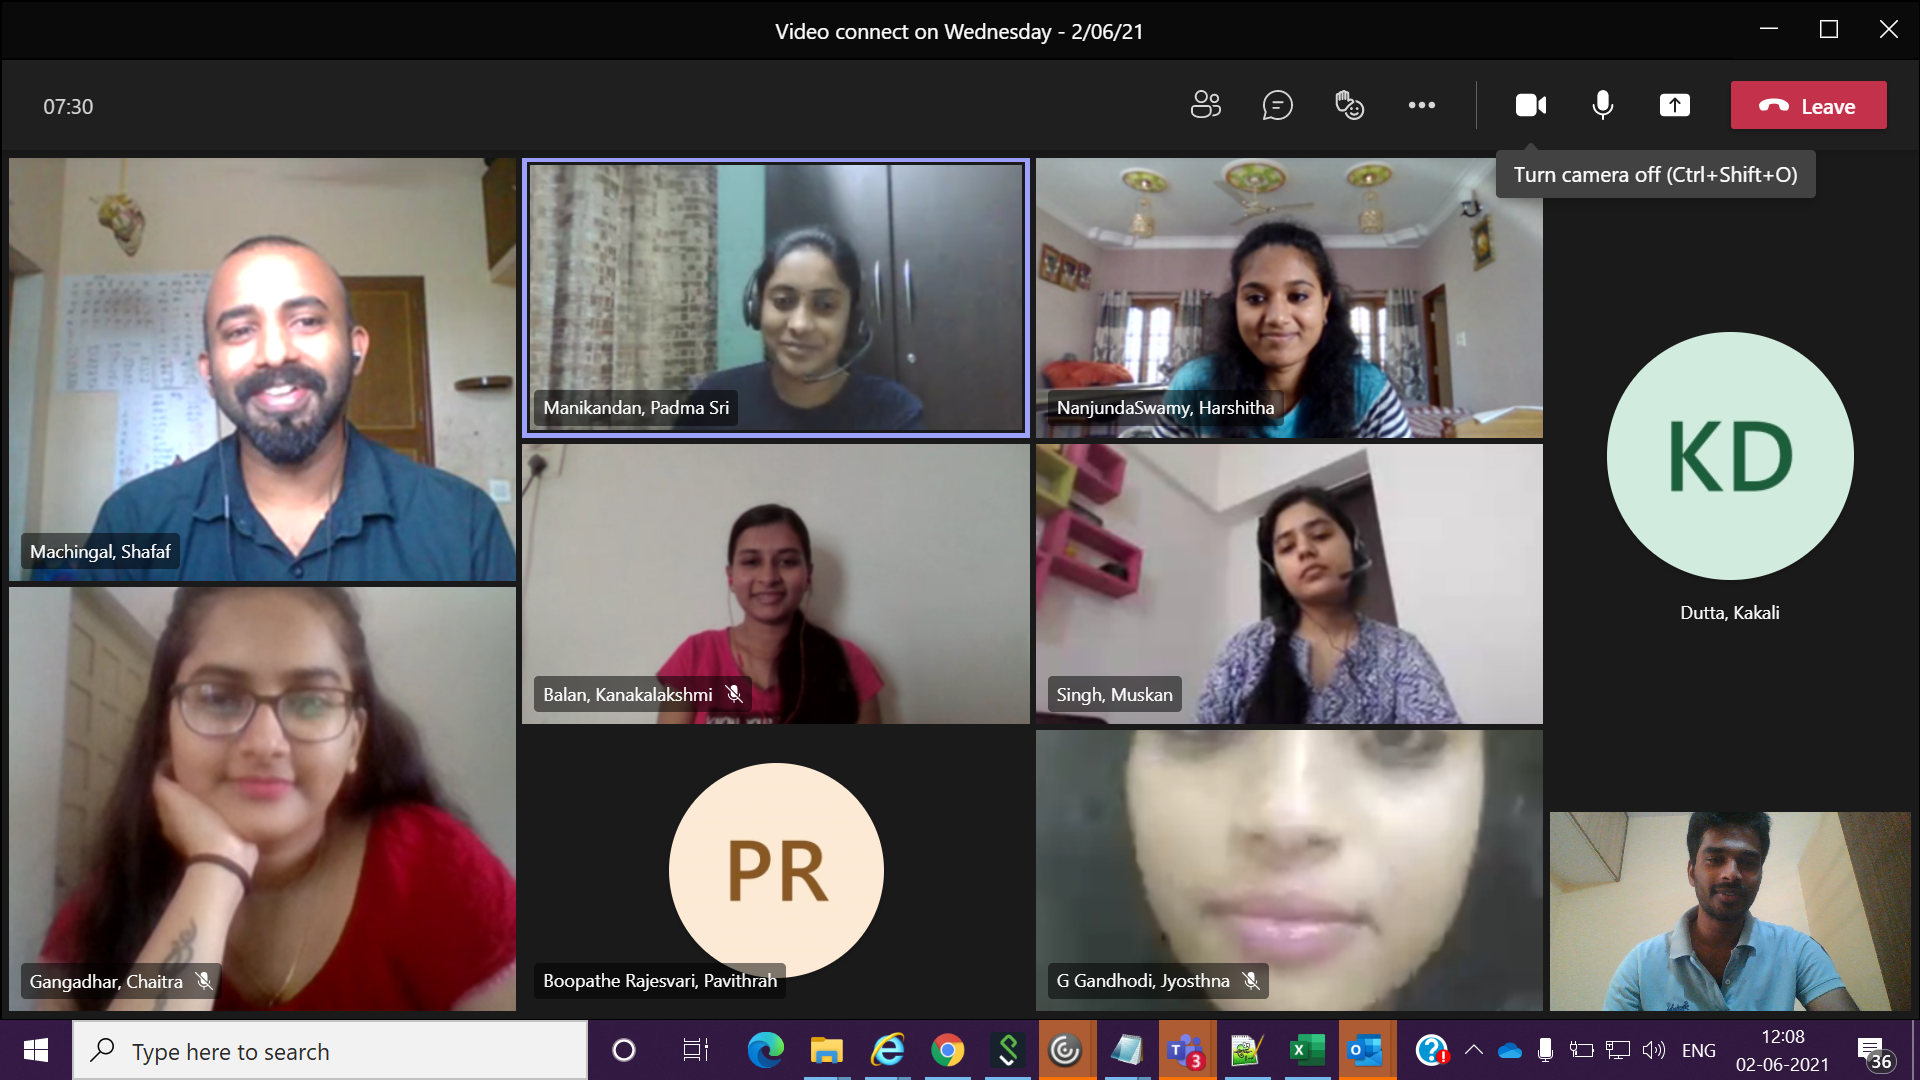 Video connect on Wednesday - 2/06/21
07:30
Leave
Turn camera off (Ctrl+Shift+O)
Machingal, Shafaf
Manikandan, Padma Sri
NanjundaSwamy, Harshitha
KD
Dutta, Kakali
Balan, Kanakalakshmi
Singh, Muskan
Gangadhar, Chaitra
PR
Boopathe Rajesvari, Pavithrah
G Gandhodi, Jyosthna
Type here to search
3
ENG
12:08
02-06-2021
36